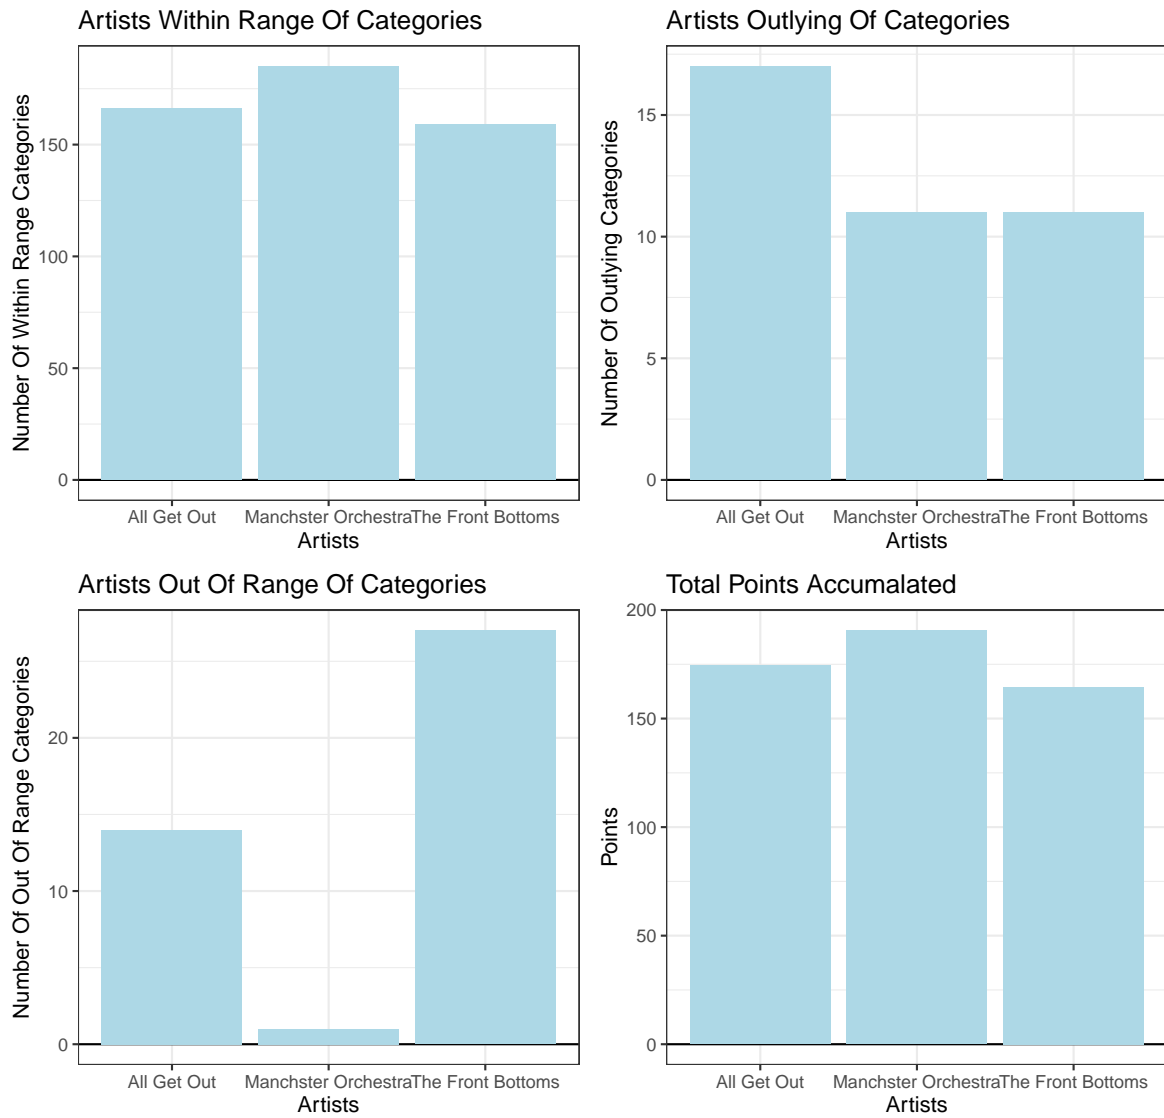 Artists Within Range Of Categories
Number Of Within Range Categories
150
100
50
0
All Get Out Manchster Orchestra The Front Bottoms
Artists
Artists Outlying Of Categories
Number Of Outlying Categories
15
10
5
0
All Get Out Manchster Orchestra The Front Bottoms
Artists
Artists Out Of Range Of Categories
Number Of Out Of Range Categories
20
10
0
All Get Out Manchster Orchestra The Front Bottoms
Artists
Total Points Accumalated
Points
200
150
100
50
0
All Get Out Manchster Orchestra The Front Bottoms
Artists